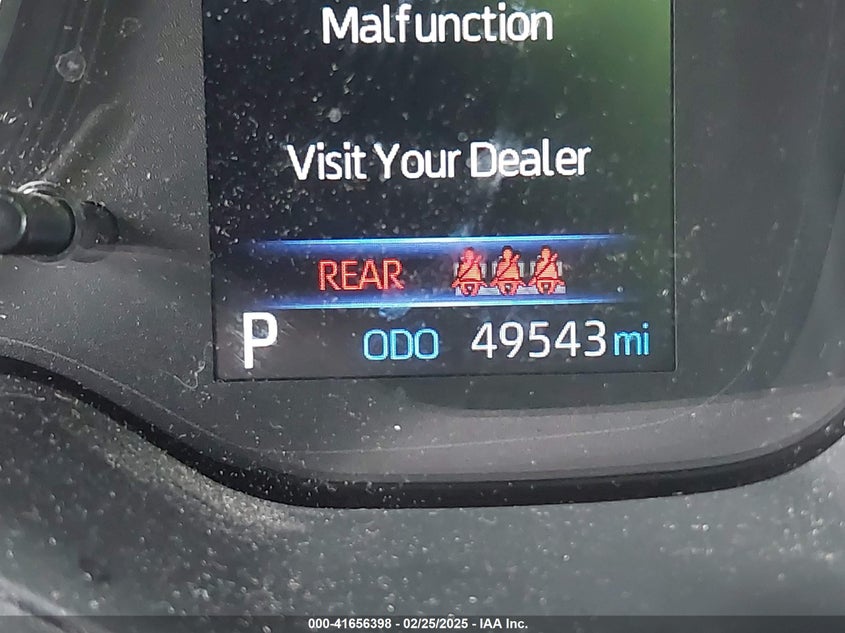 Malfunction
Visit Your Dealer
REAR
P ODO 49543 mi
000-41656398 - 02/25/2025 - IAA Inc.